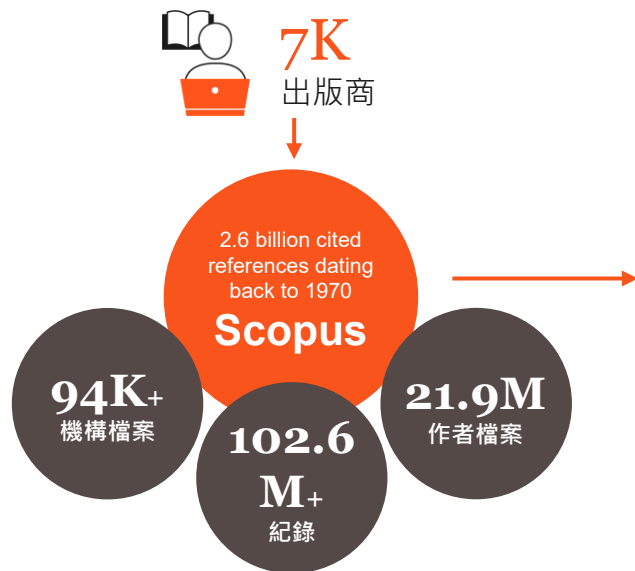 7K
出版商
2.6 billion cited
references dating
back to 1970
Scopus
94K+
機構檔案
102.6
M+
紀錄
21.9M
作者檔案